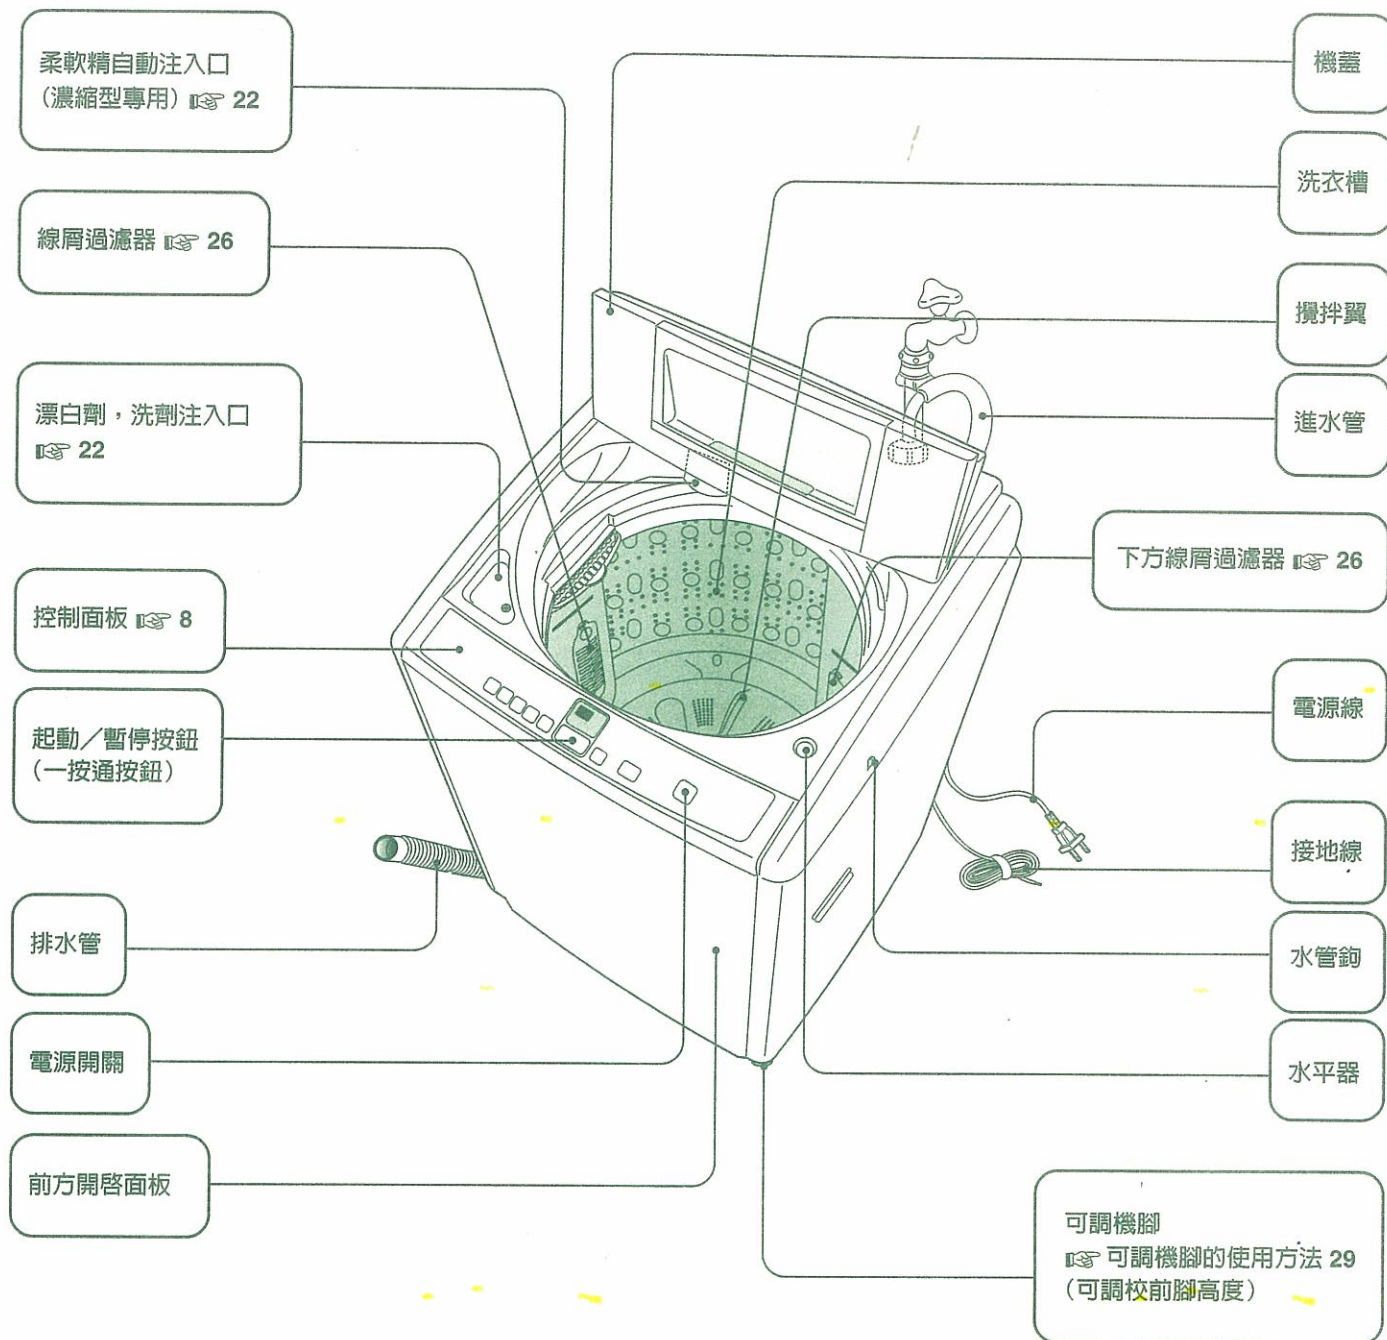 柔軟精自動注入口
(濃縮型專用) ☞ 22
線屑過濾器 ☞ 26
漂白劑，洗劑注入口
☞ 22
控制面板 ☞ 8
起動／暫停按鈕
(一按通按鈕)
排水管
電源開關
前方開啓面板
機蓋
洗衣槽
攪拌翼
進水管
下方線屑過濾器 ☞ 26
電源線
接地線
水管鉤
水平器
可調機腳
☞ 可調機腳的使用方法 29
(可調校前腳高度)